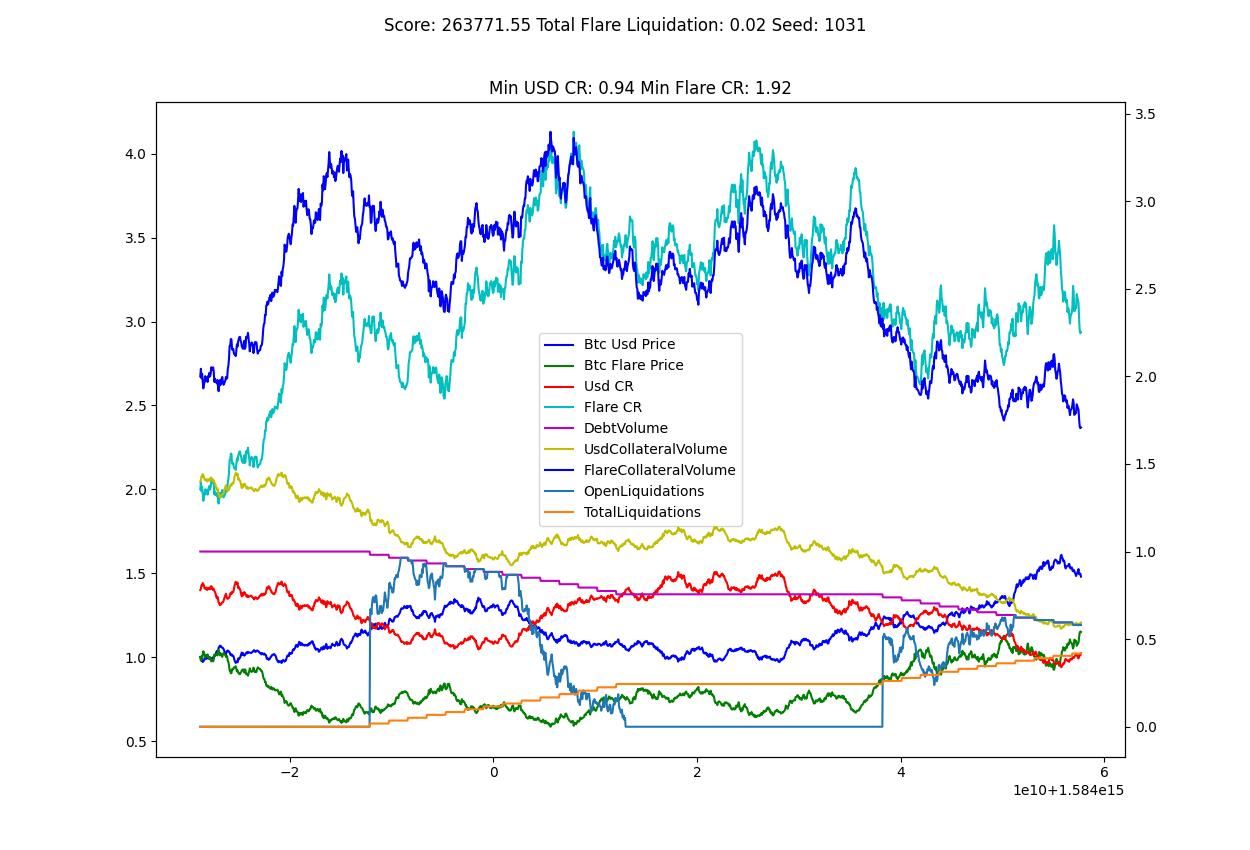 Score: 263771.55 Total Flare Liquidation: 0.02 Seed: 1031
Min USD CR: 0.94 Min Flare CR: 1.92
4.0
3.5
3.0
2.5
2.0
1.5
1.0
0.5
3.5
3.0
2.5
2.0
1.5
1.0
0.5
0.0
Btc Usd Price
Btc Flare Price
Usd CR
Flare CR
DebtVolume
UsdCollateralVolume
FlareCollateralVolume
OpenLiquidations
TotalLiquidations
−2 0 2 4 6
1e10+1.584e15